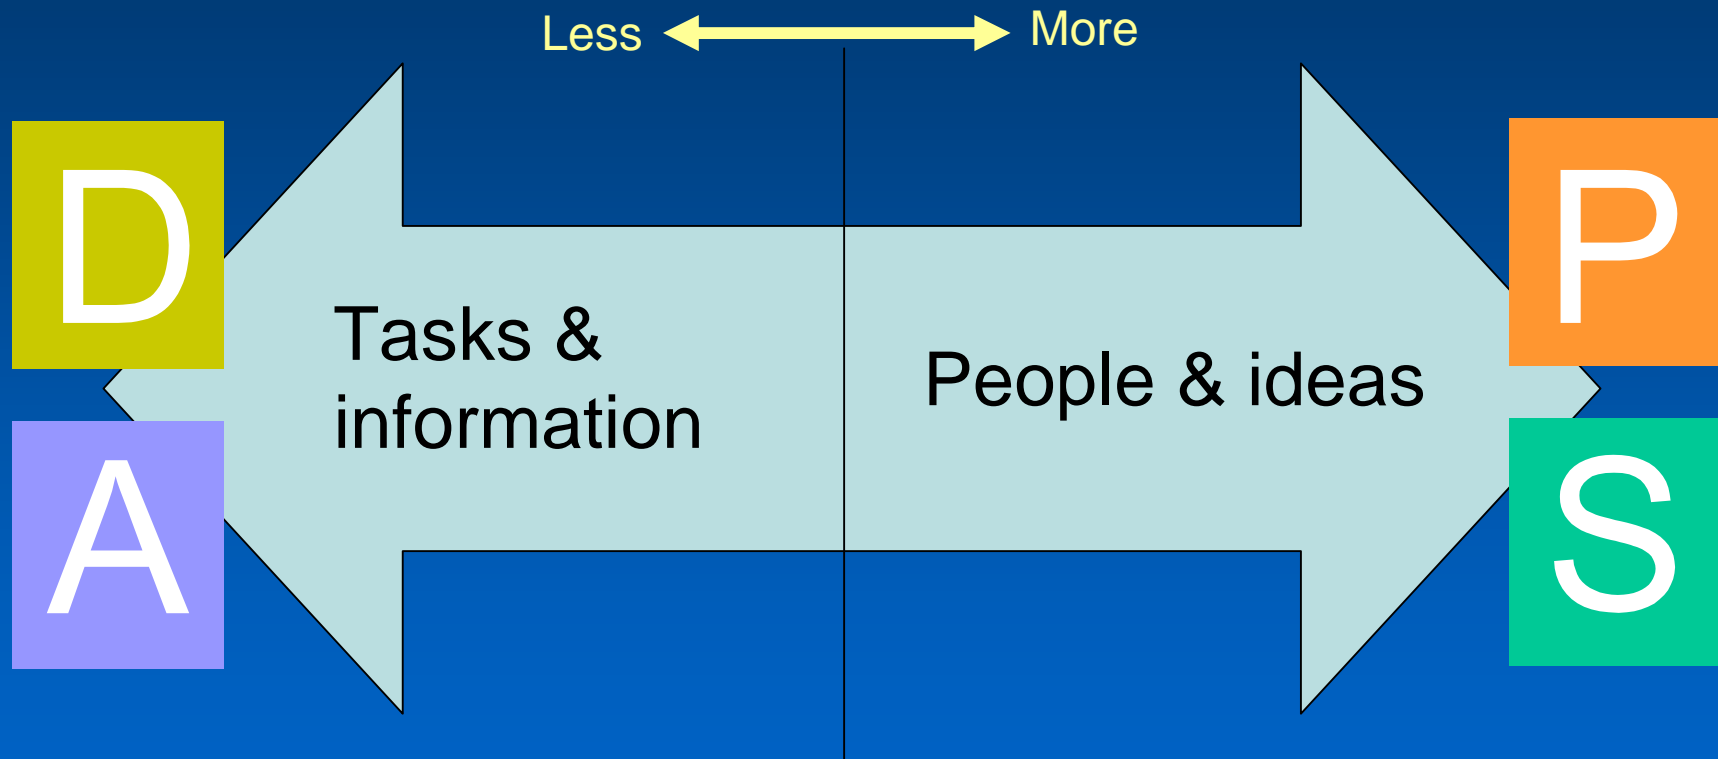 Less
More
D
P
Tasks &
information
People & ideas
A
S